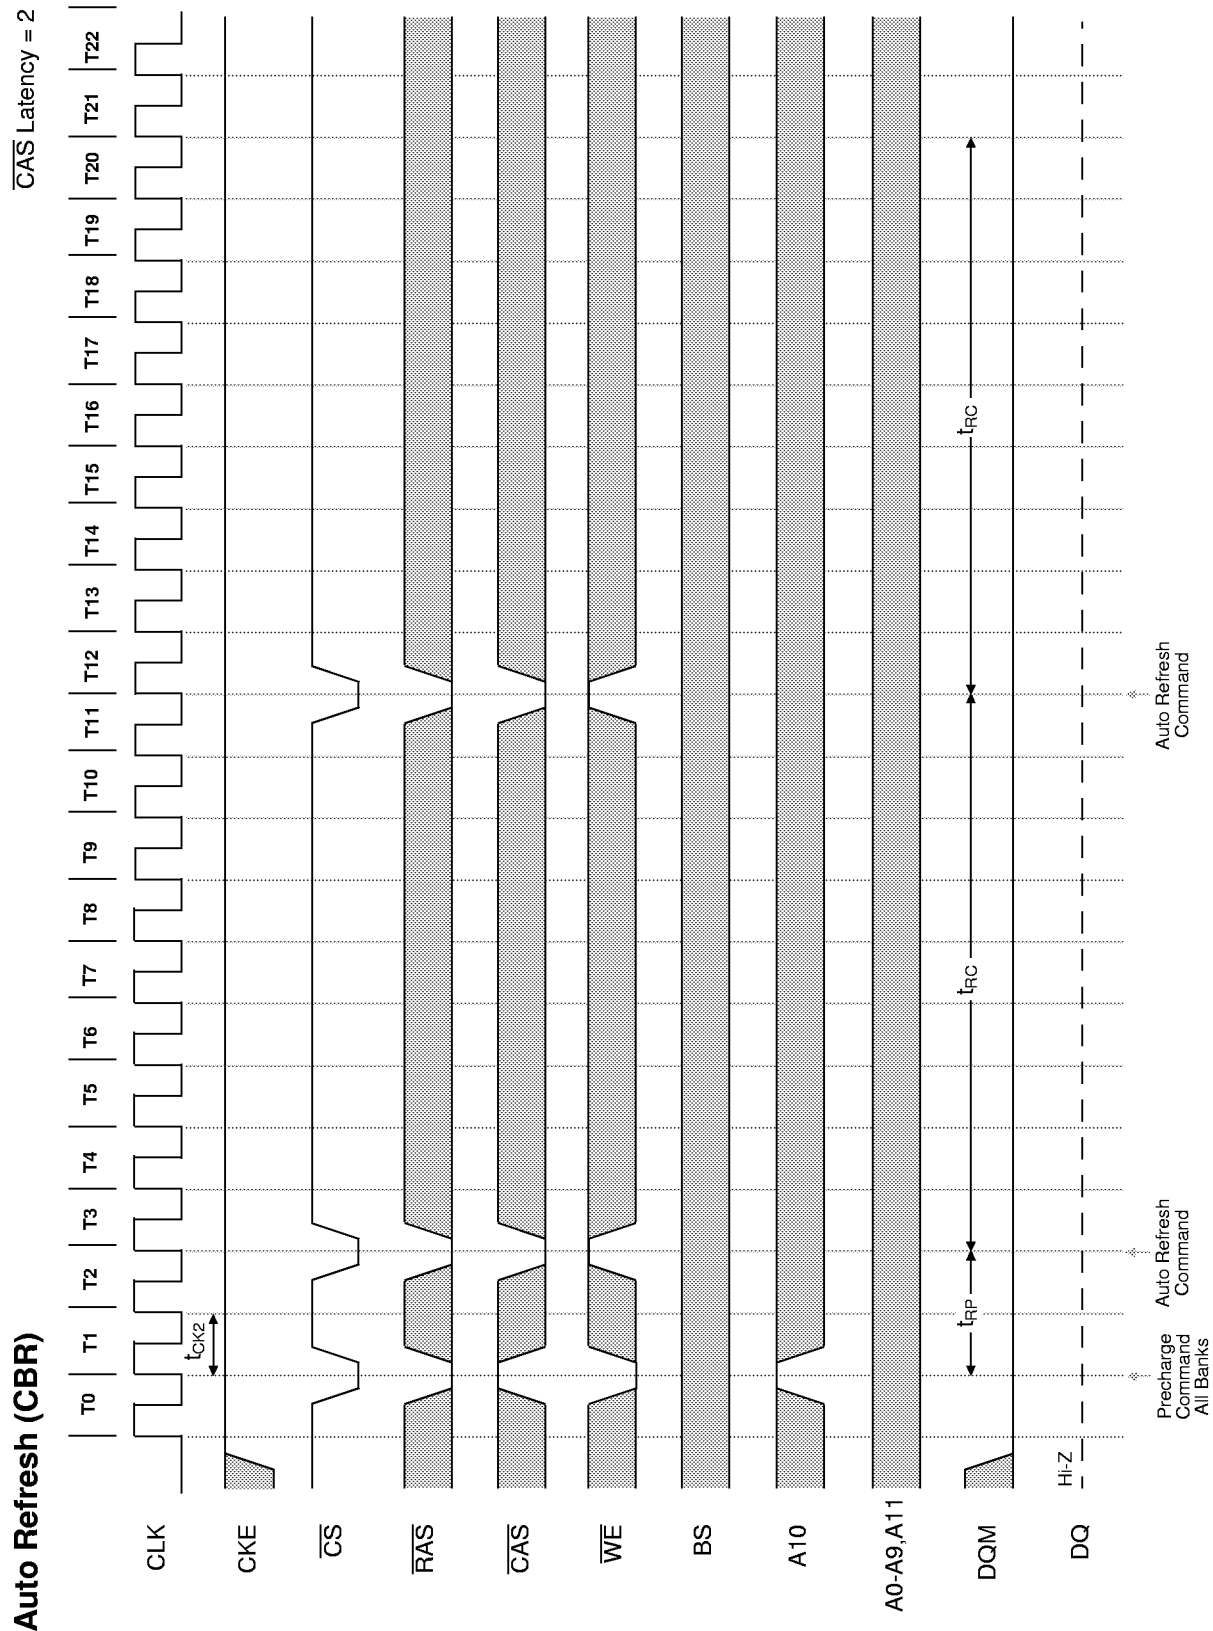 Auto Refresh (CBR)
CAS Latency = 2
T0 T1 T2 T3 T4 T5 T6 T7 T8 T9 T10 T11 T12 T13 T14 T15 T16 T17 T18 T19 T20 T21 T22
CLK
tCK2
CKE
CS
RAS
CAS
WE
BS
A10
A0-A9,A11
DQM
tRP
tRC
tRC
Hi-Z
DQ
Precharge
Command
All Banks
Auto Refresh
Command
Auto Refresh
Command